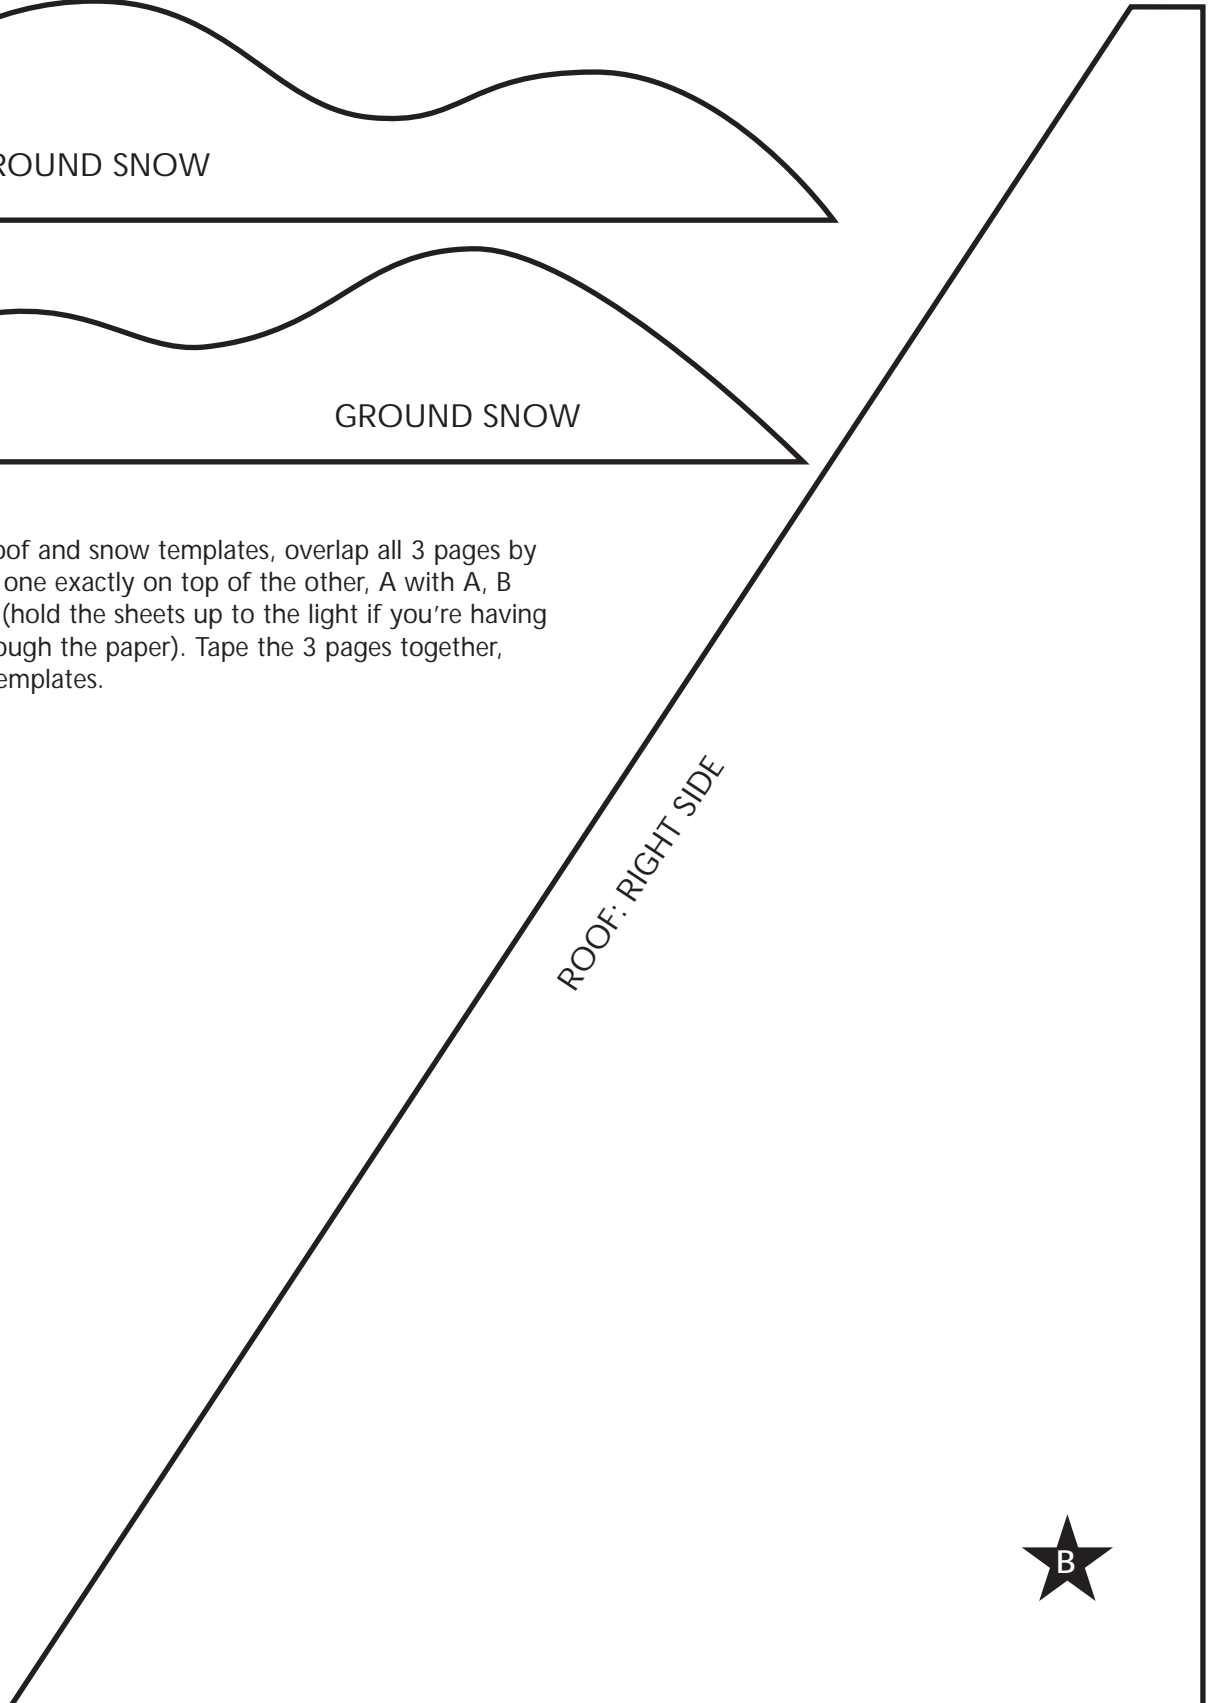 ROUND SNOW
GROUND SNOW
oof and snow templates, overlap all 3 pages by
one exactly on top of the other, A with A, B
(hold the sheets up to the light if you’re having
ough the paper). Tape the 3 pages together,
emplates.
ROOF: RIGHT SIDE
B